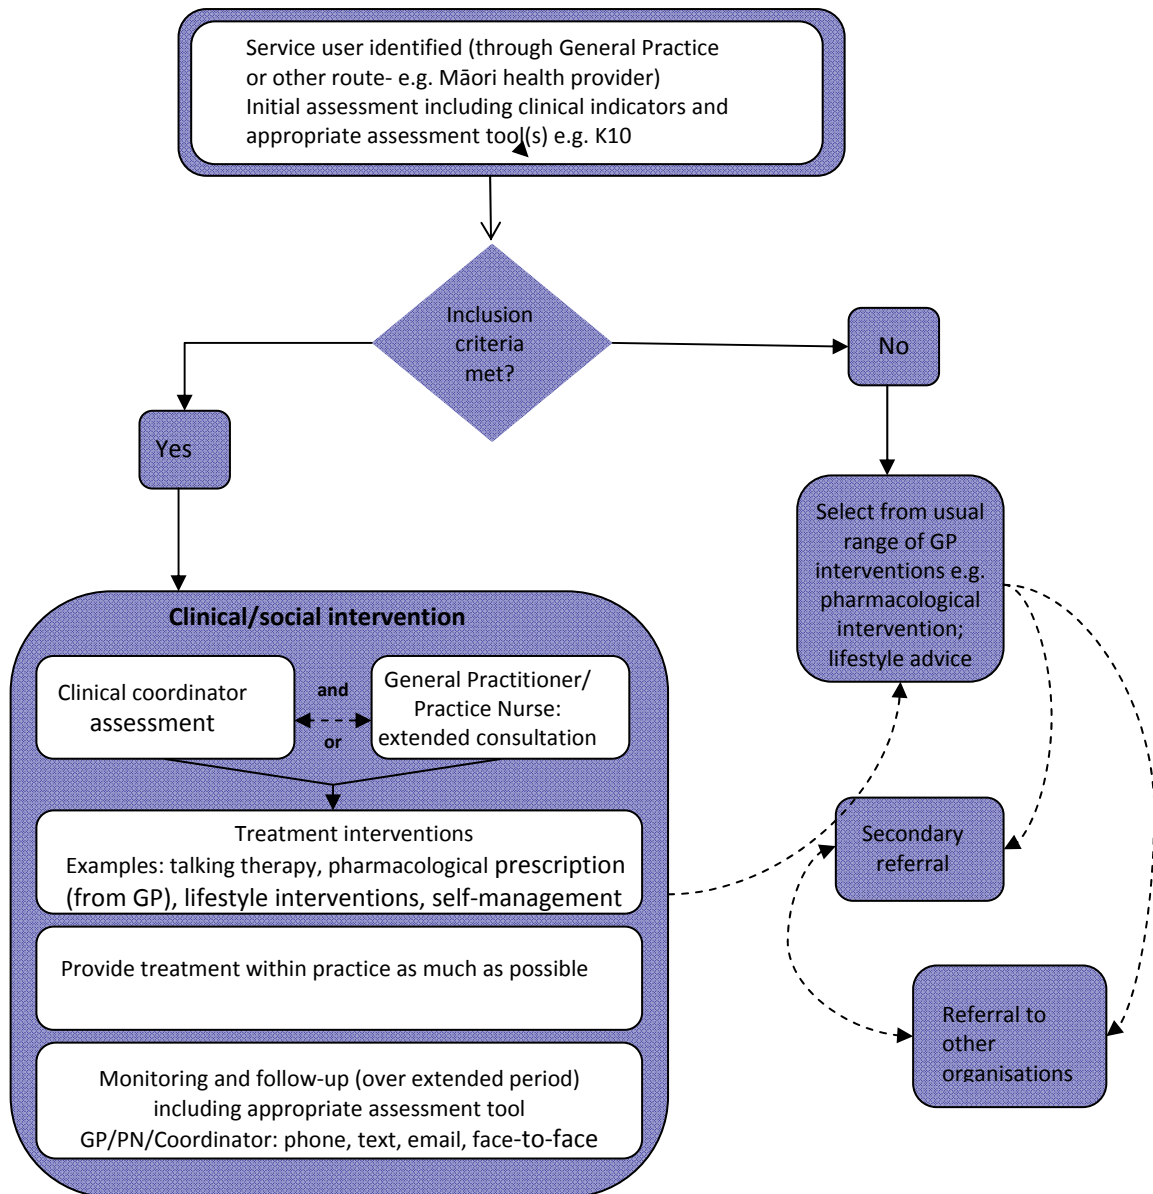 Service user identified (through General Practice
or other route- e.g. Māori health provider)
Initial assessment including clinical indicators and
appropriate assessment tool(s) e.g. K10
Inclusion
criteria
met?
No
Yes
Select from usual
range of GP
interventions e.g.
pharmacological
intervention;
lifestyle advice
Clinical/social intervention
Clinical coordinator
assessment
and
or
General Practitioner/
Practice Nurse:
extended consultation
Treatment interventions
Examples: talking therapy, pharmacological prescription
(from GP), lifestyle interventions, self-management
Secondary
referral
Provide treatment within practice as much as possible
Referral to
other
organisations
Monitoring and follow-up (over extended period)
including appropriate assessment tool
GP/PN/Coordinator: phone, text, email, face-to-face